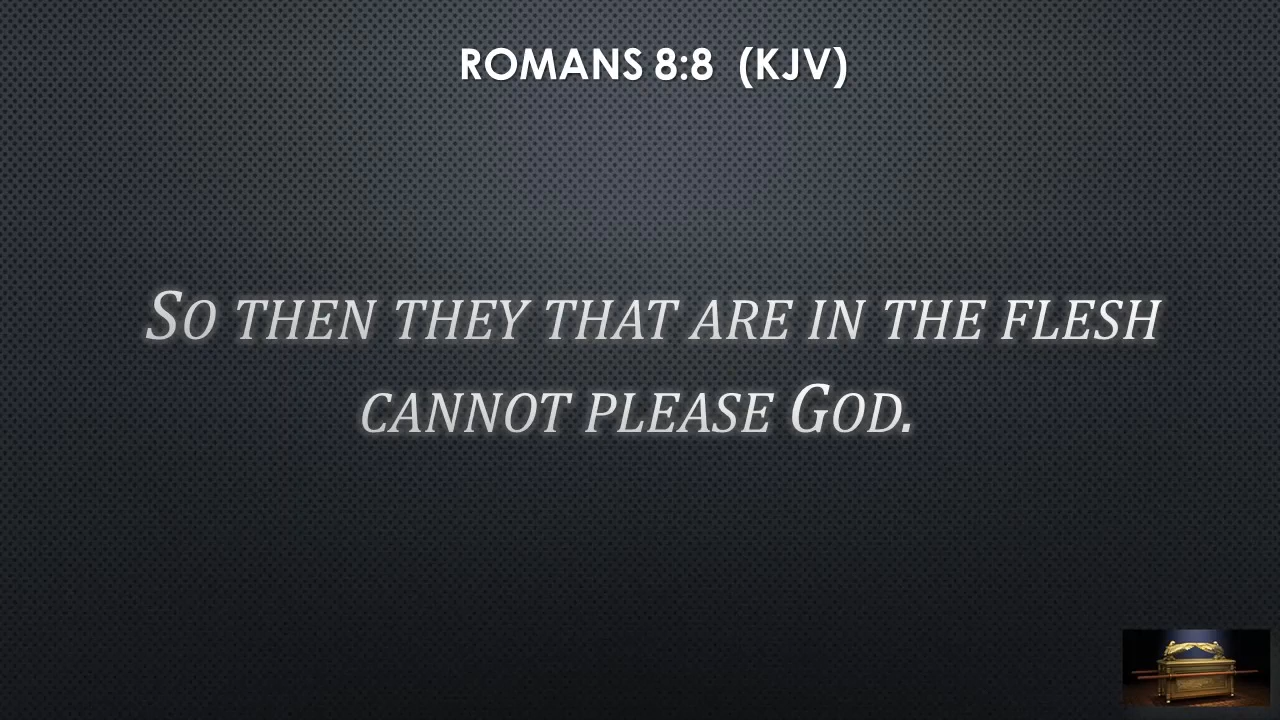 ROMANS 8:8 (KJV)
SO THEN THEY THAT ARE IN THE FLESH
CANNOT PLEASE GOD.